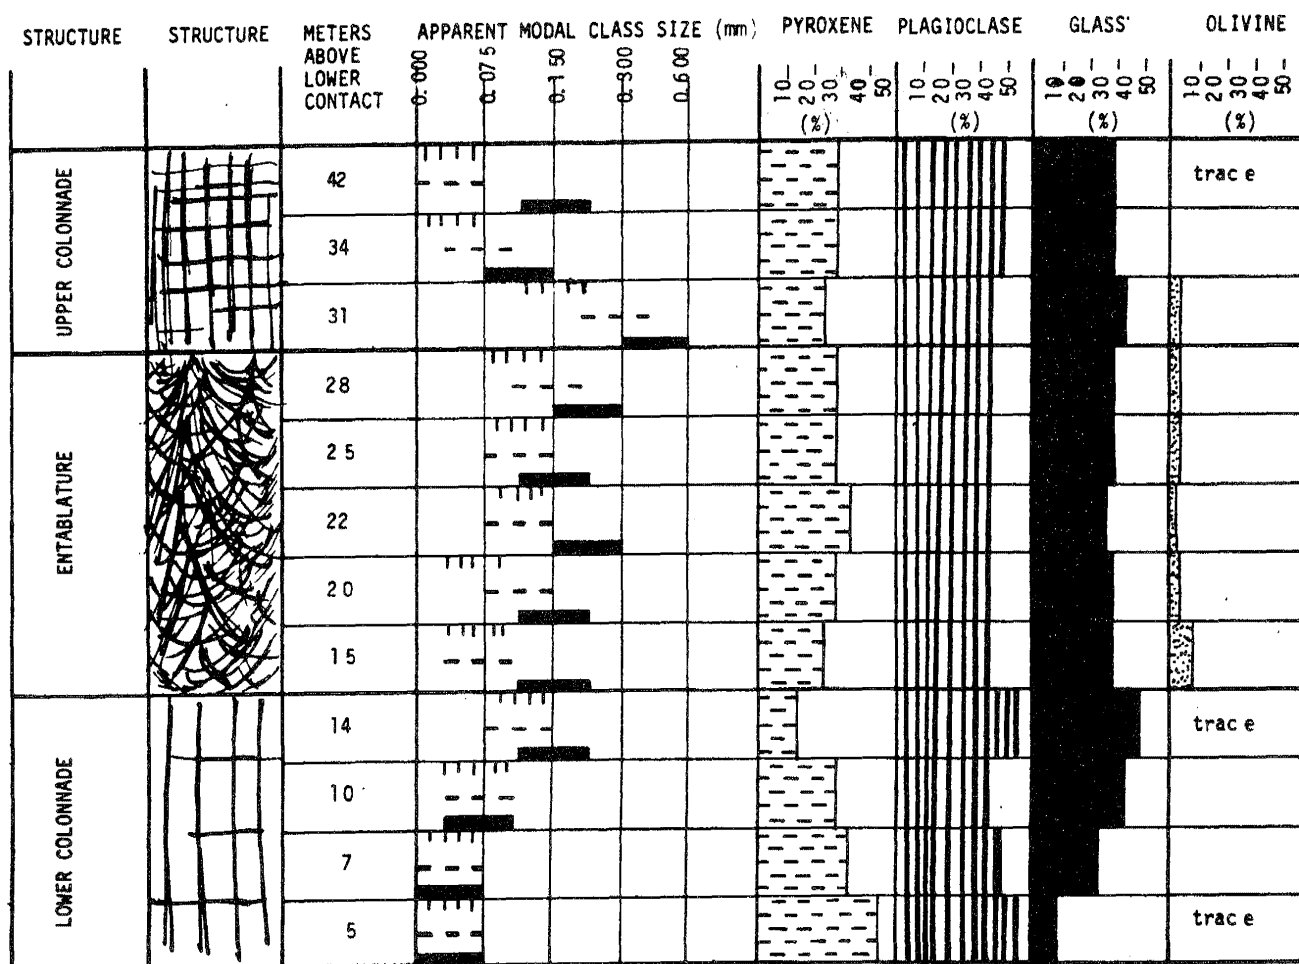 STRUCTURE STRUCTURE METERS ABOVE LOWER CONTACT APPARENT MODAL CLASS SIZE (mm) PYROXENE PLAGIOCLASE GLASS OLIVINE
0.000 0.075 0.150 0.300 0.600
10 20 30 40 50 (%)
10 20 30 40 50 (%)
10 20 30 40 50 (%)
10 20 30 40 50 (%)
UPPER COLONNADE
42 trace
34
31
ENTABLATURE
28
25
22
20
15
LOWER COLONNADE
14 trace
10
7
5 trace